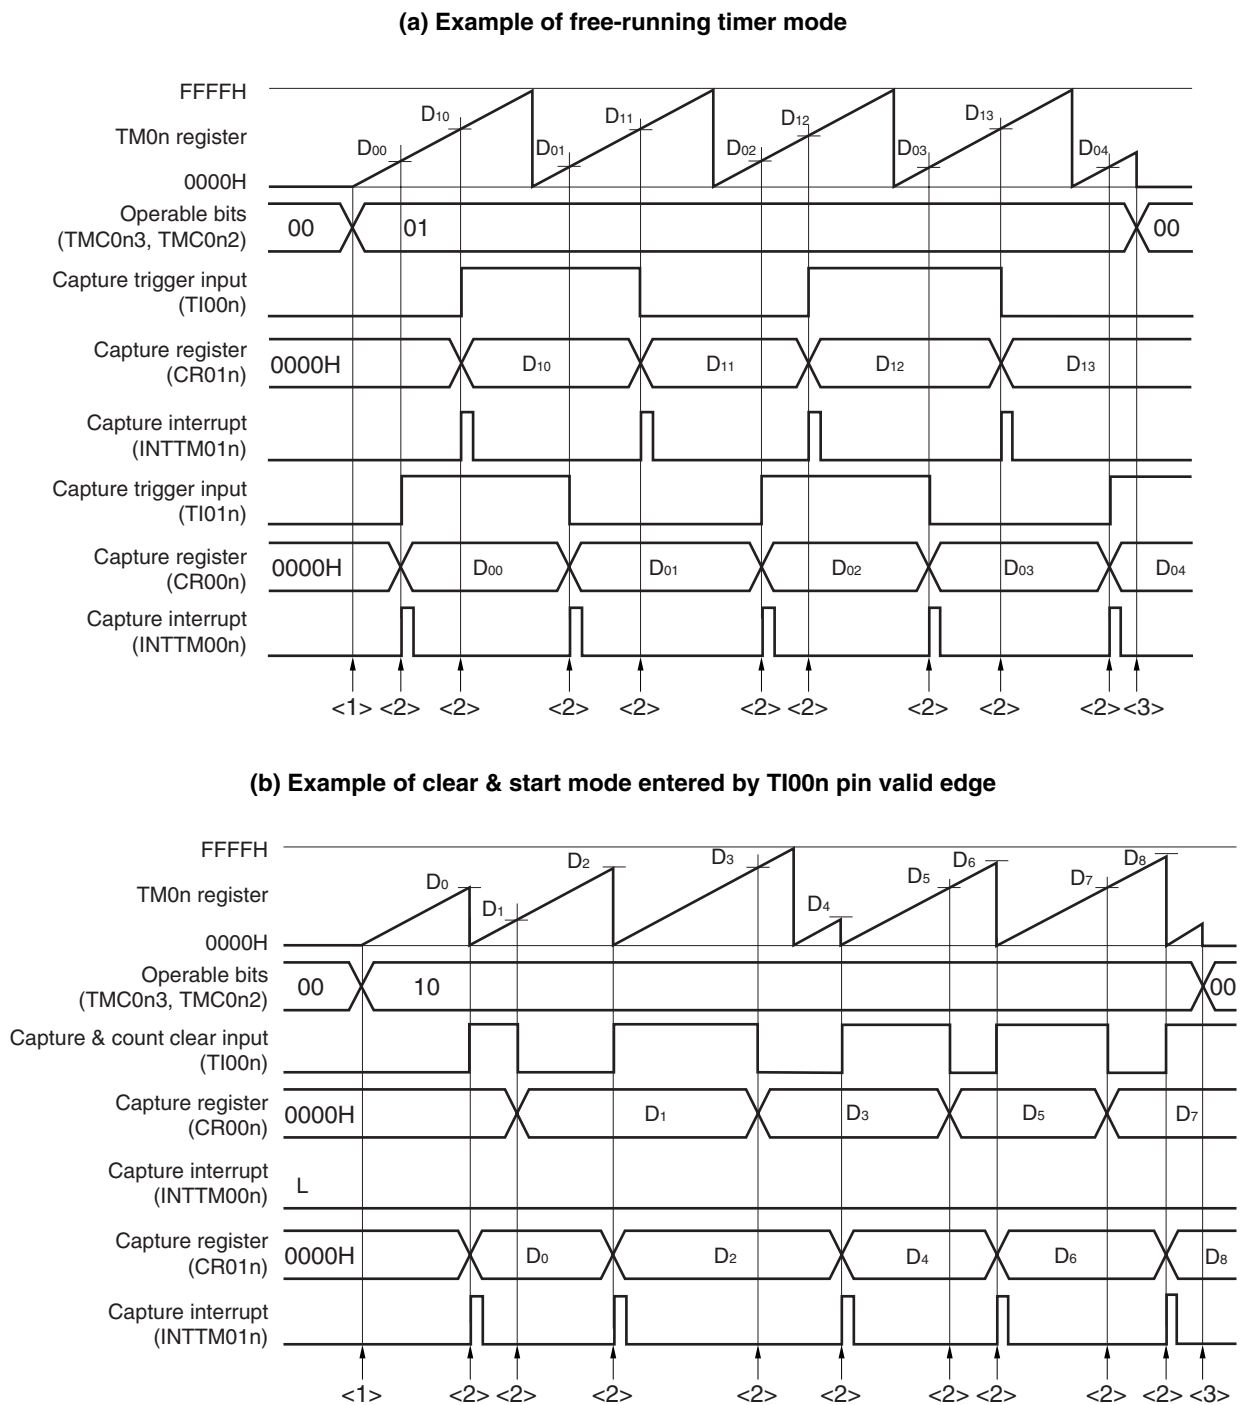 (a) Example of free-running timer mode
FFFFH
TM0n register
0000H
D10
D00
D11
D01
D12
D02
D13
D03
D04
Operable bits
(TMC0n3, TMC0n2)
00 01 00
Capture trigger input
(TI00n)
Capture register
(CR01n)
0000H D10 D11 D12 D13
Capture interrupt
(INTTM01n)
Capture trigger input
(TI01n)
Capture register
(CR00n)
0000H D00 D01 D02 D03 D04
Capture interrupt
(INTTM00n)
<1> <2> <2> <2> <2> <2> <2> <2> <2> <2> <3>
(b) Example of clear & start mode entered by TI00n pin valid edge
FFFFH
TM0n register
0000H
D0
D1
D2
D3
D4
D5
D6
D7
D8
Operable bits
(TMC0n3, TMC0n2)
00 10 00
Capture & count clear input
(TI00n)
Capture register
(CR00n)
0000H D1 D3 D5 D7
Capture interrupt
(INTTM00n)
L
Capture register
(CR01n)
0000H D0 D2 D4 D6 D8
Capture interrupt
(INTTM01n)
<1> <2> <2> <2> <2> <2> <2> <2> <2> <2> <3>